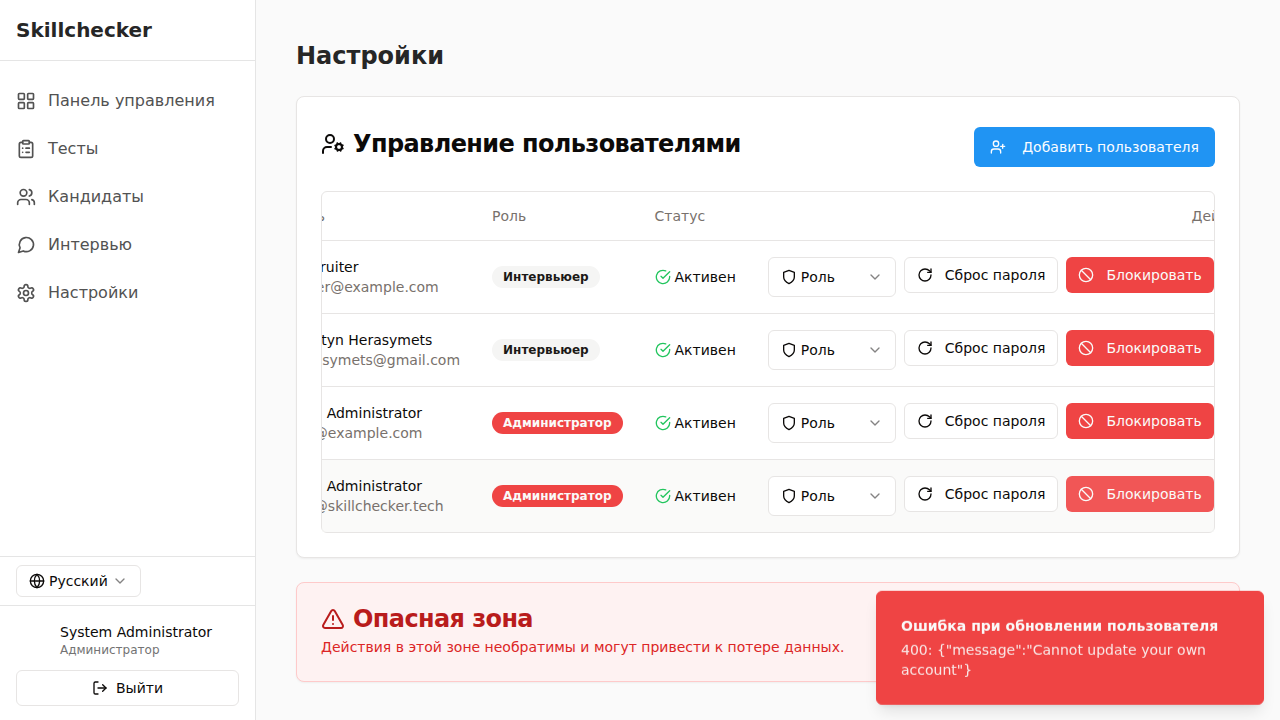 Skillchecker
Панель управления
Тесты
Кандидаты
Интервью
Настройки
Русский
System Administrator
Администратор
Выйти
Настройки
Управление пользователями
Добавить пользователя
Роль Статус
Интервьюер Активен Роль Сброс пароля Блокировать
er@example.com
tyn Herasymets
Интервьюер Активен Роль Сброс пароля Блокировать
symets@gmail.com
Administrator
Администратор Активен Роль Сброс пароля Блокировать
@example.com
Administrator
Администратор Активен Роль Сброс пароля Блокировать
@skillchecker.tech
Опасная зона
Действия в этой зоне необратимы и могут привести к потере данных.
Ошибка при обновлении пользователя
400: {"message":"Cannot update your own
account"}